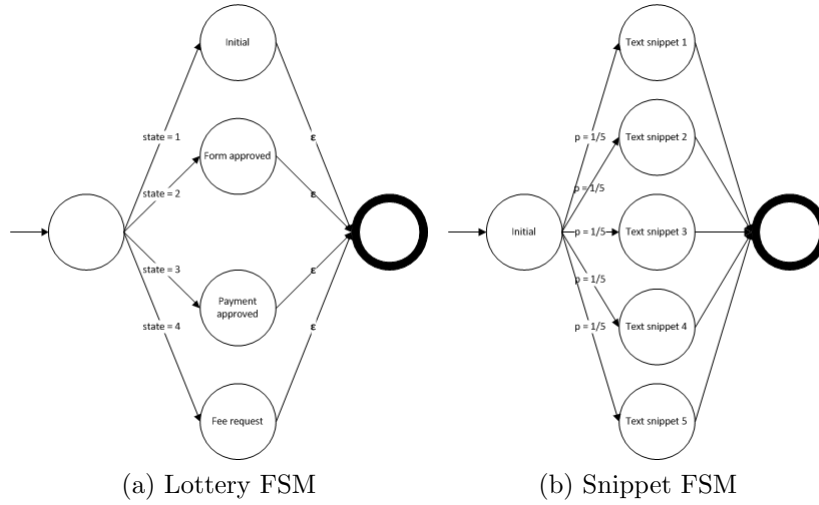 Initial
state = 1
ε
Form approved
state = 2
ε
state = 3
ε
Payment
approved
state = 4
ε
Fee request
(a) Lottery FSM
Text snippet 1
p = 1/5
Text snippet 2
p = 1/5
Initial
p = 1/5
Text snippet 3
p = 1/5
Text snippet 4
p = 1/5
Text snippet 5
(b) Snippet FSM